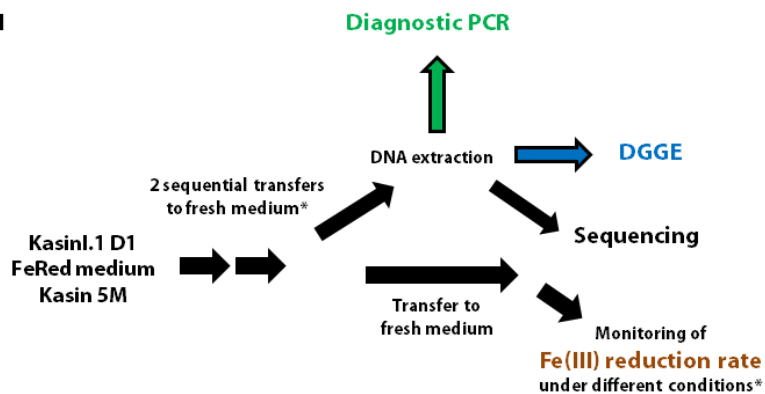 Diagnostic PCR
DNA extraction
DGGE
2 sequential transfers
to fresh medium*
Sequencing
KasinI.1 D1
FeRed medium
Kasin 5M
Transfer to
fresh medium
Monitoring of
Fe(III) reduction rate
under different conditions*